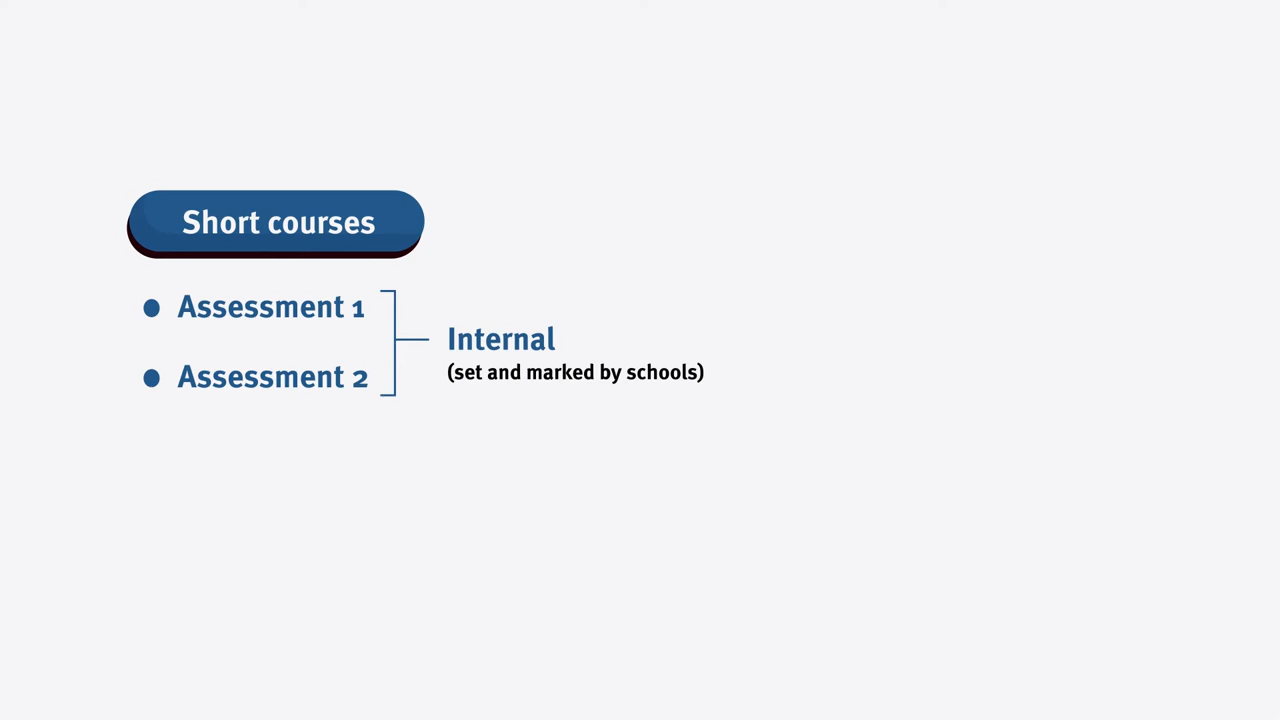 Short courses
Assessment 1
Assessment 2
Internal
(set and marked by schools)